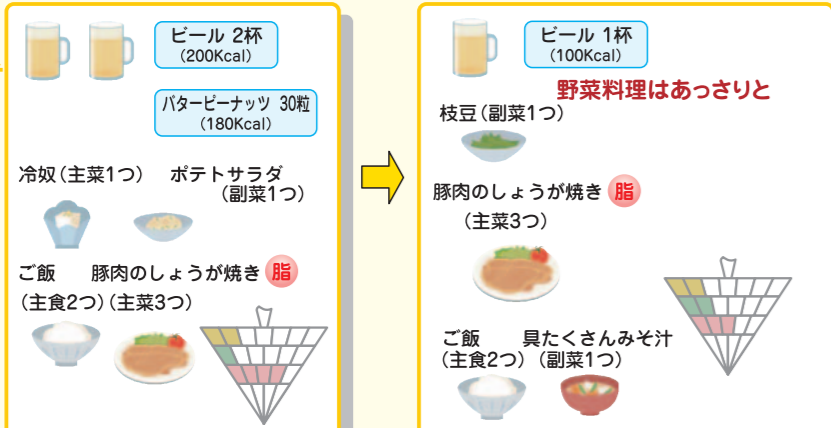 ビール 2杯
(200Kcal)
バターピーナッツ 30粒
(180Kcal)
冷奴(主菜1つ) ポテトサラダ
(副菜1つ)
ご飯 豚肉のしょうが焼き 脂
(主食2つ)(主菜3つ)
ビール 1杯
(100Kcal)
野菜料理はあっさりと
枝豆(副菜1つ)
豚肉のしょうが焼き 脂
(主菜3つ)
ご飯 具たくさんみそ汁
(主食2つ)(副菜1つ)